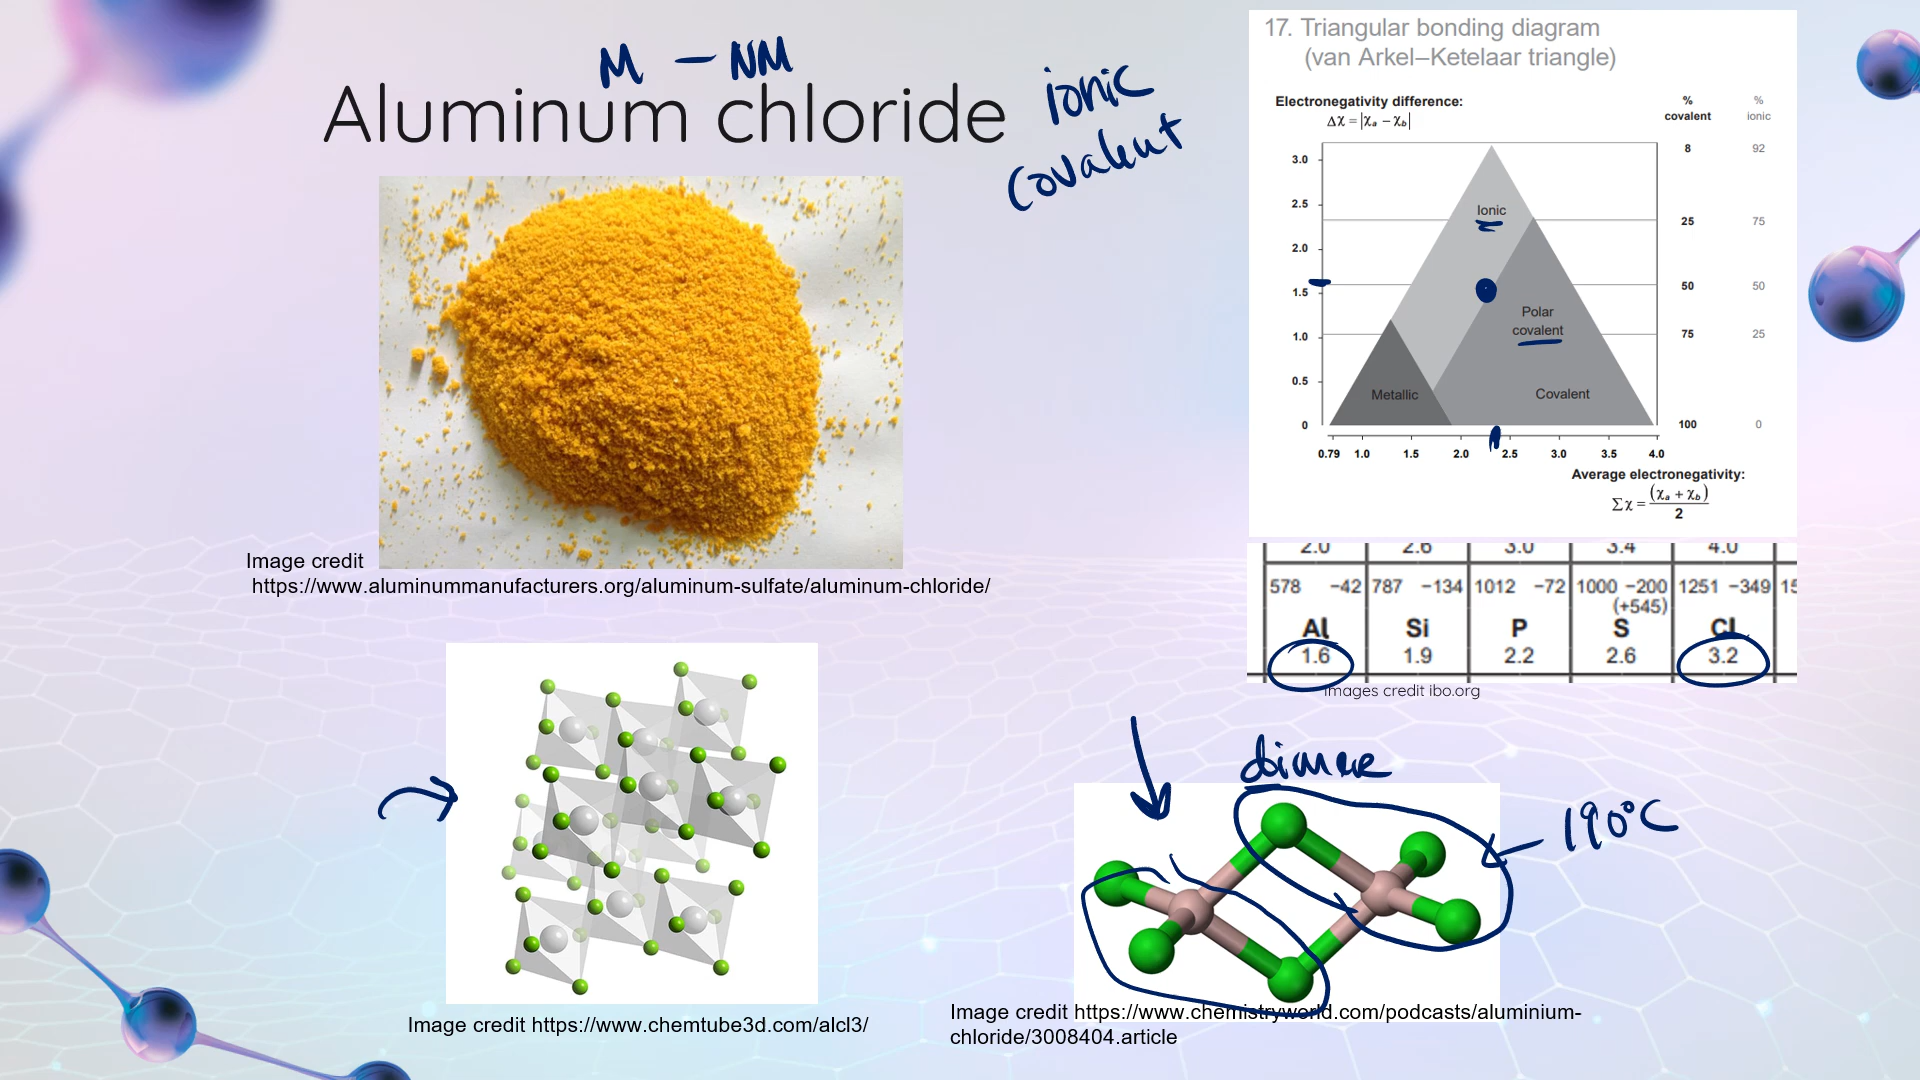 M - NM
Aluminum chloride
ionic
covalent
Image credit
https://www.aluminummanufacturers.org/aluminum-sulfate/aluminum-chloride/
17. Triangular bonding diagram
(van Arkel–Ketelaar triangle)
Electronegativity difference:
Δχ = |χa − χb|
%
covalent
%
ionic
3.0
2.5
2.0
1.5
1.0
0.5
0
8 92
25 75
50 50
75 25
100 0
Ionic
Polar
covalent
Metallic
Covalent
0.79 1.0 1.5 2.0 2.5 3.0 3.5 4.0
Average electronegativity:
Σχ = (χa + χb)
2
2.0 2.6 3.0 3.4 4.0
578 −42 787 −134 1012 −72 1000 −200 1251 −349 15
(+545)
Al Si P S Cl
1.6 1.9 2.2 2.6 3.2
Images credit ibo.org
dimer
190°C
Image credit https://www.chemtube3d.com/alcl3/
Image credit https://www.chemistryworld.com/podcasts/aluminium-
chloride/3008404.article